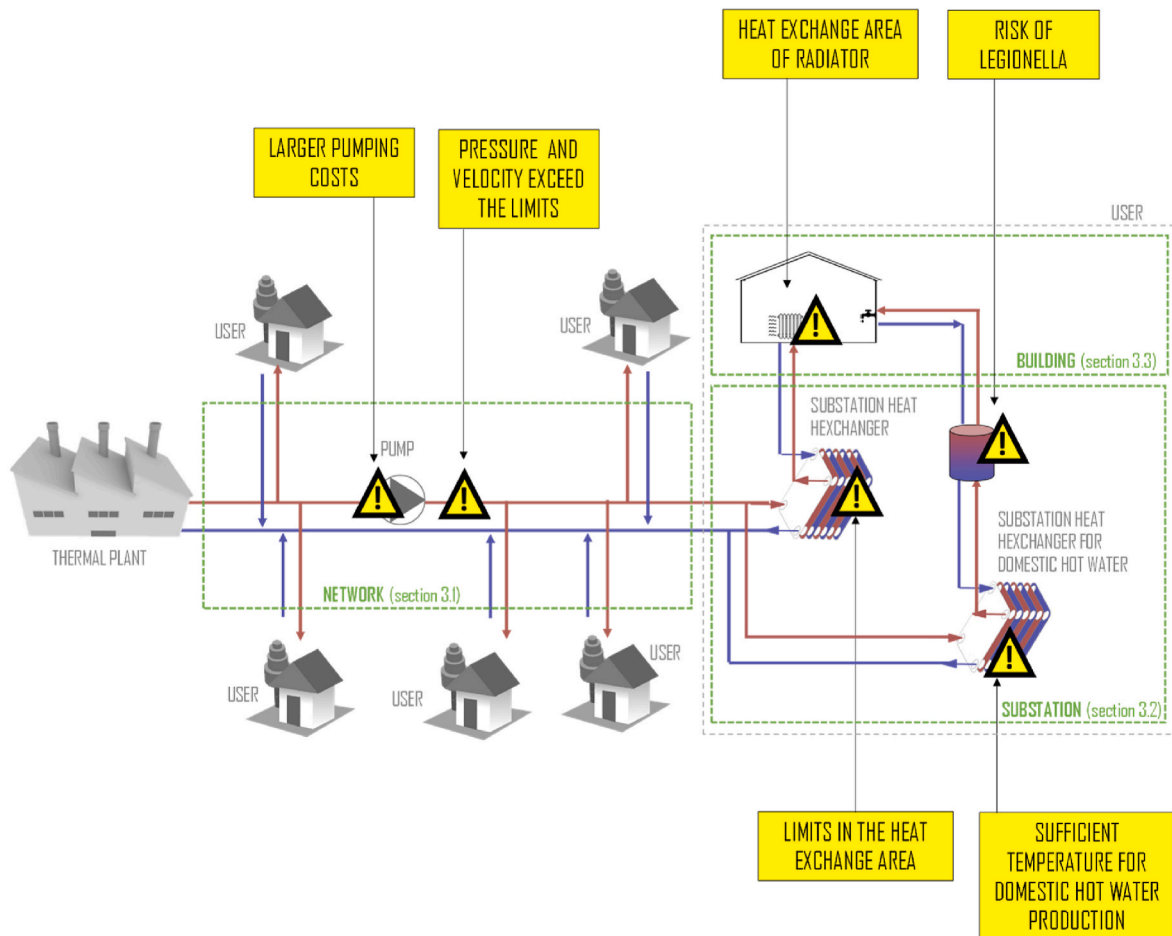 HEAT EXCHANGE AREA
OF RADIATOR
RISK OF
LEGIONELLA
LARGER PUMPING
COSTS
PRESSURE AND
VELOCITY EXCEED
THE LIMITS
USER
USER
USER
BUILDING (section 3.3)
SUBSTATION HEAT
HEXCHANGER
PUMP
THERMAL PLANT
SUBSTATION HEAT
HEXCHANGER FOR
DOMESTIC HOT WATER
NETWORK (section 3.1)
USER
USER
USER
SUBSTATION (section 3.2)
LIMITS IN THE HEAT
EXCHANGE AREA
SUFFICIENT
TEMPERATURE FOR
DOMESTIC HOT WATER
PRODUCTION